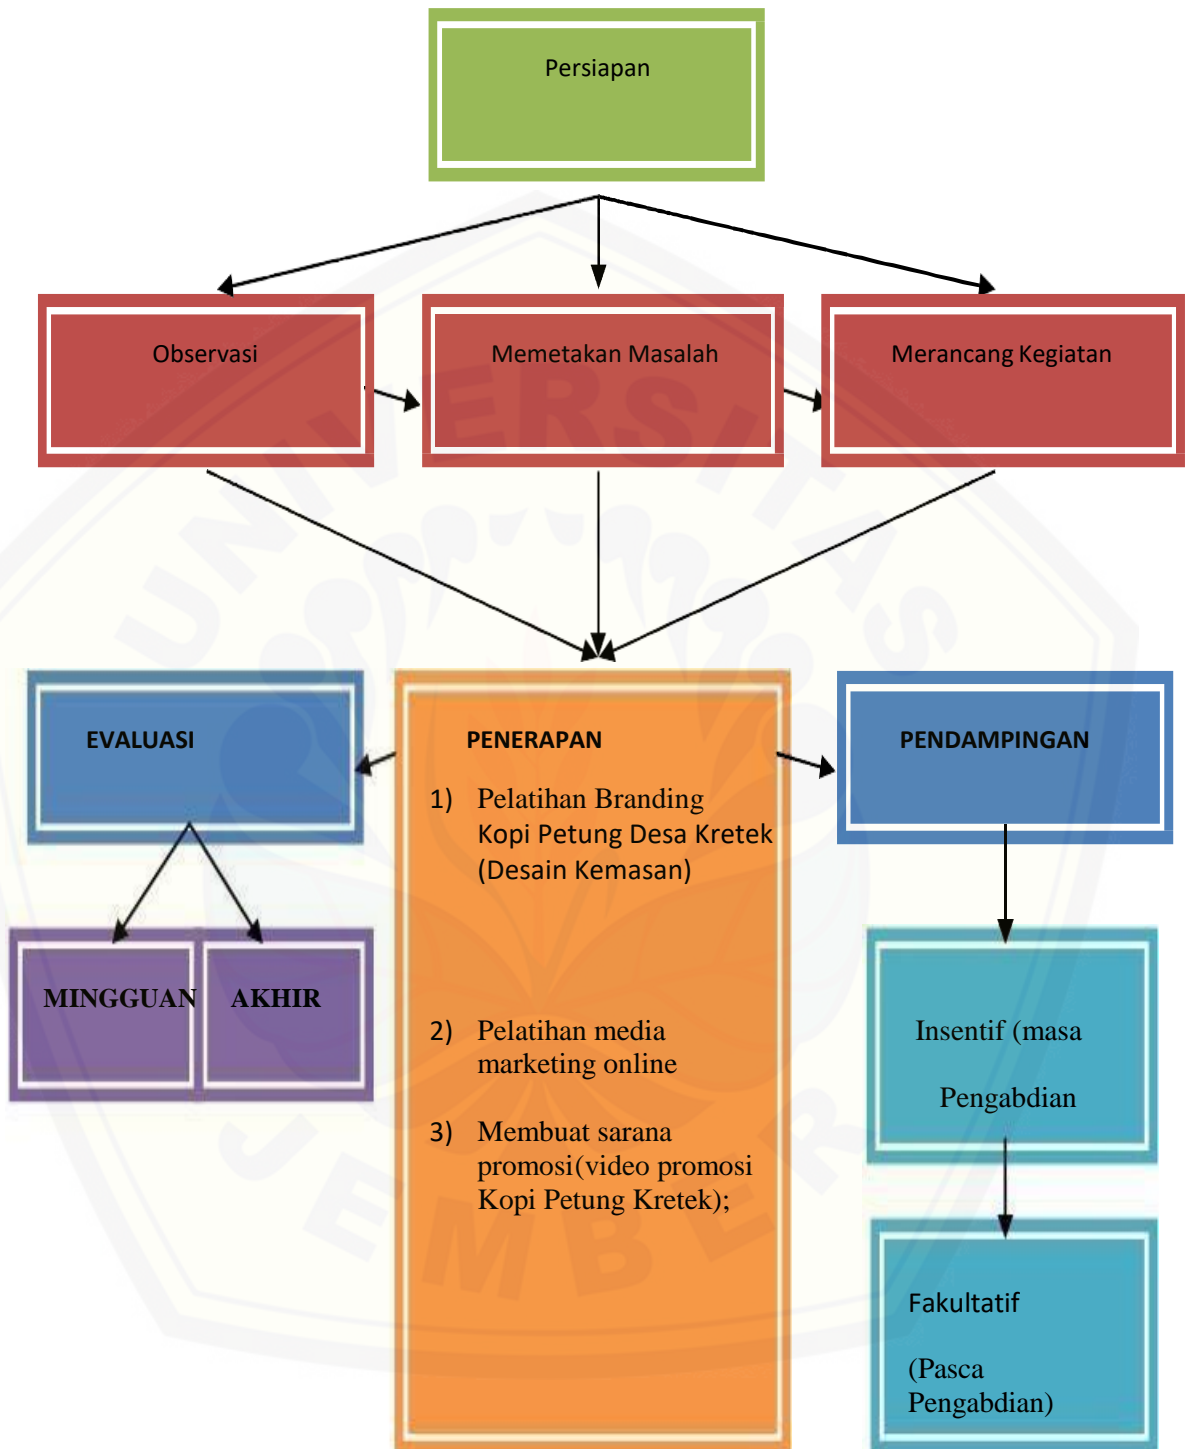 Persiapan
Observasi
Memetakan Masalah
Merancang Kegiatan
EVALUASI
MINGGUAN
AKHIR
PENERAPAN
1) Pelatihan Branding
Kopi Petung Desa Kretek
(Desain Kemasan)
2) Pelatihan media
marketing online
3) Membuat sarana
promosi(video promosi
Kopi Petung Kretek);
PENDAMPINGAN
Insentif (masa
Pengabdian
Fakultatif
(Pasca
Pengabdian)
UNIVERSITAS
JEMBER